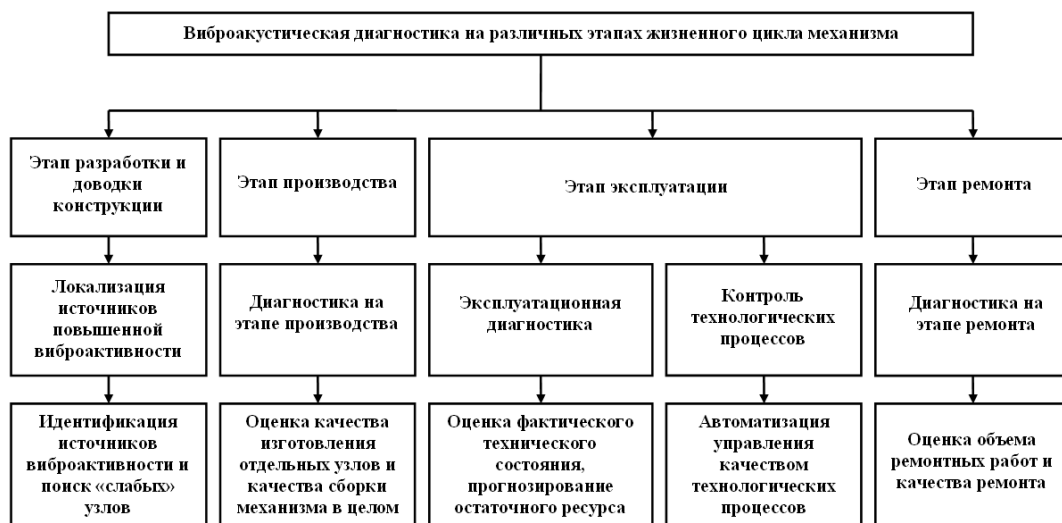 Виброакустическая диагностика на различных этапах жизненного цикла механизма
Этап разработки и
доводки
конструкции
Этап производства
Этап эксплуатации
Этап ремонта
Локализация
источников
повышенной
виброактивности
Диагностика на
этапе производства
Эксплуатационная
диагностика
Контроль
технологических
процессов
Диагностика на
этапе ремонта
Идентификация
источников
виброактивности и
поиск «слабых»
узлов
Оценка качества
изготовления
отдельных узлов и
качества сборки
механизма в целом
Оценка фактического
технического
состояния,
прогнозирование
остаточного ресурса
Автоматизация
управления
качеством
технологических
процессов
Оценка объема
ремонтных работ и
качества ремонта